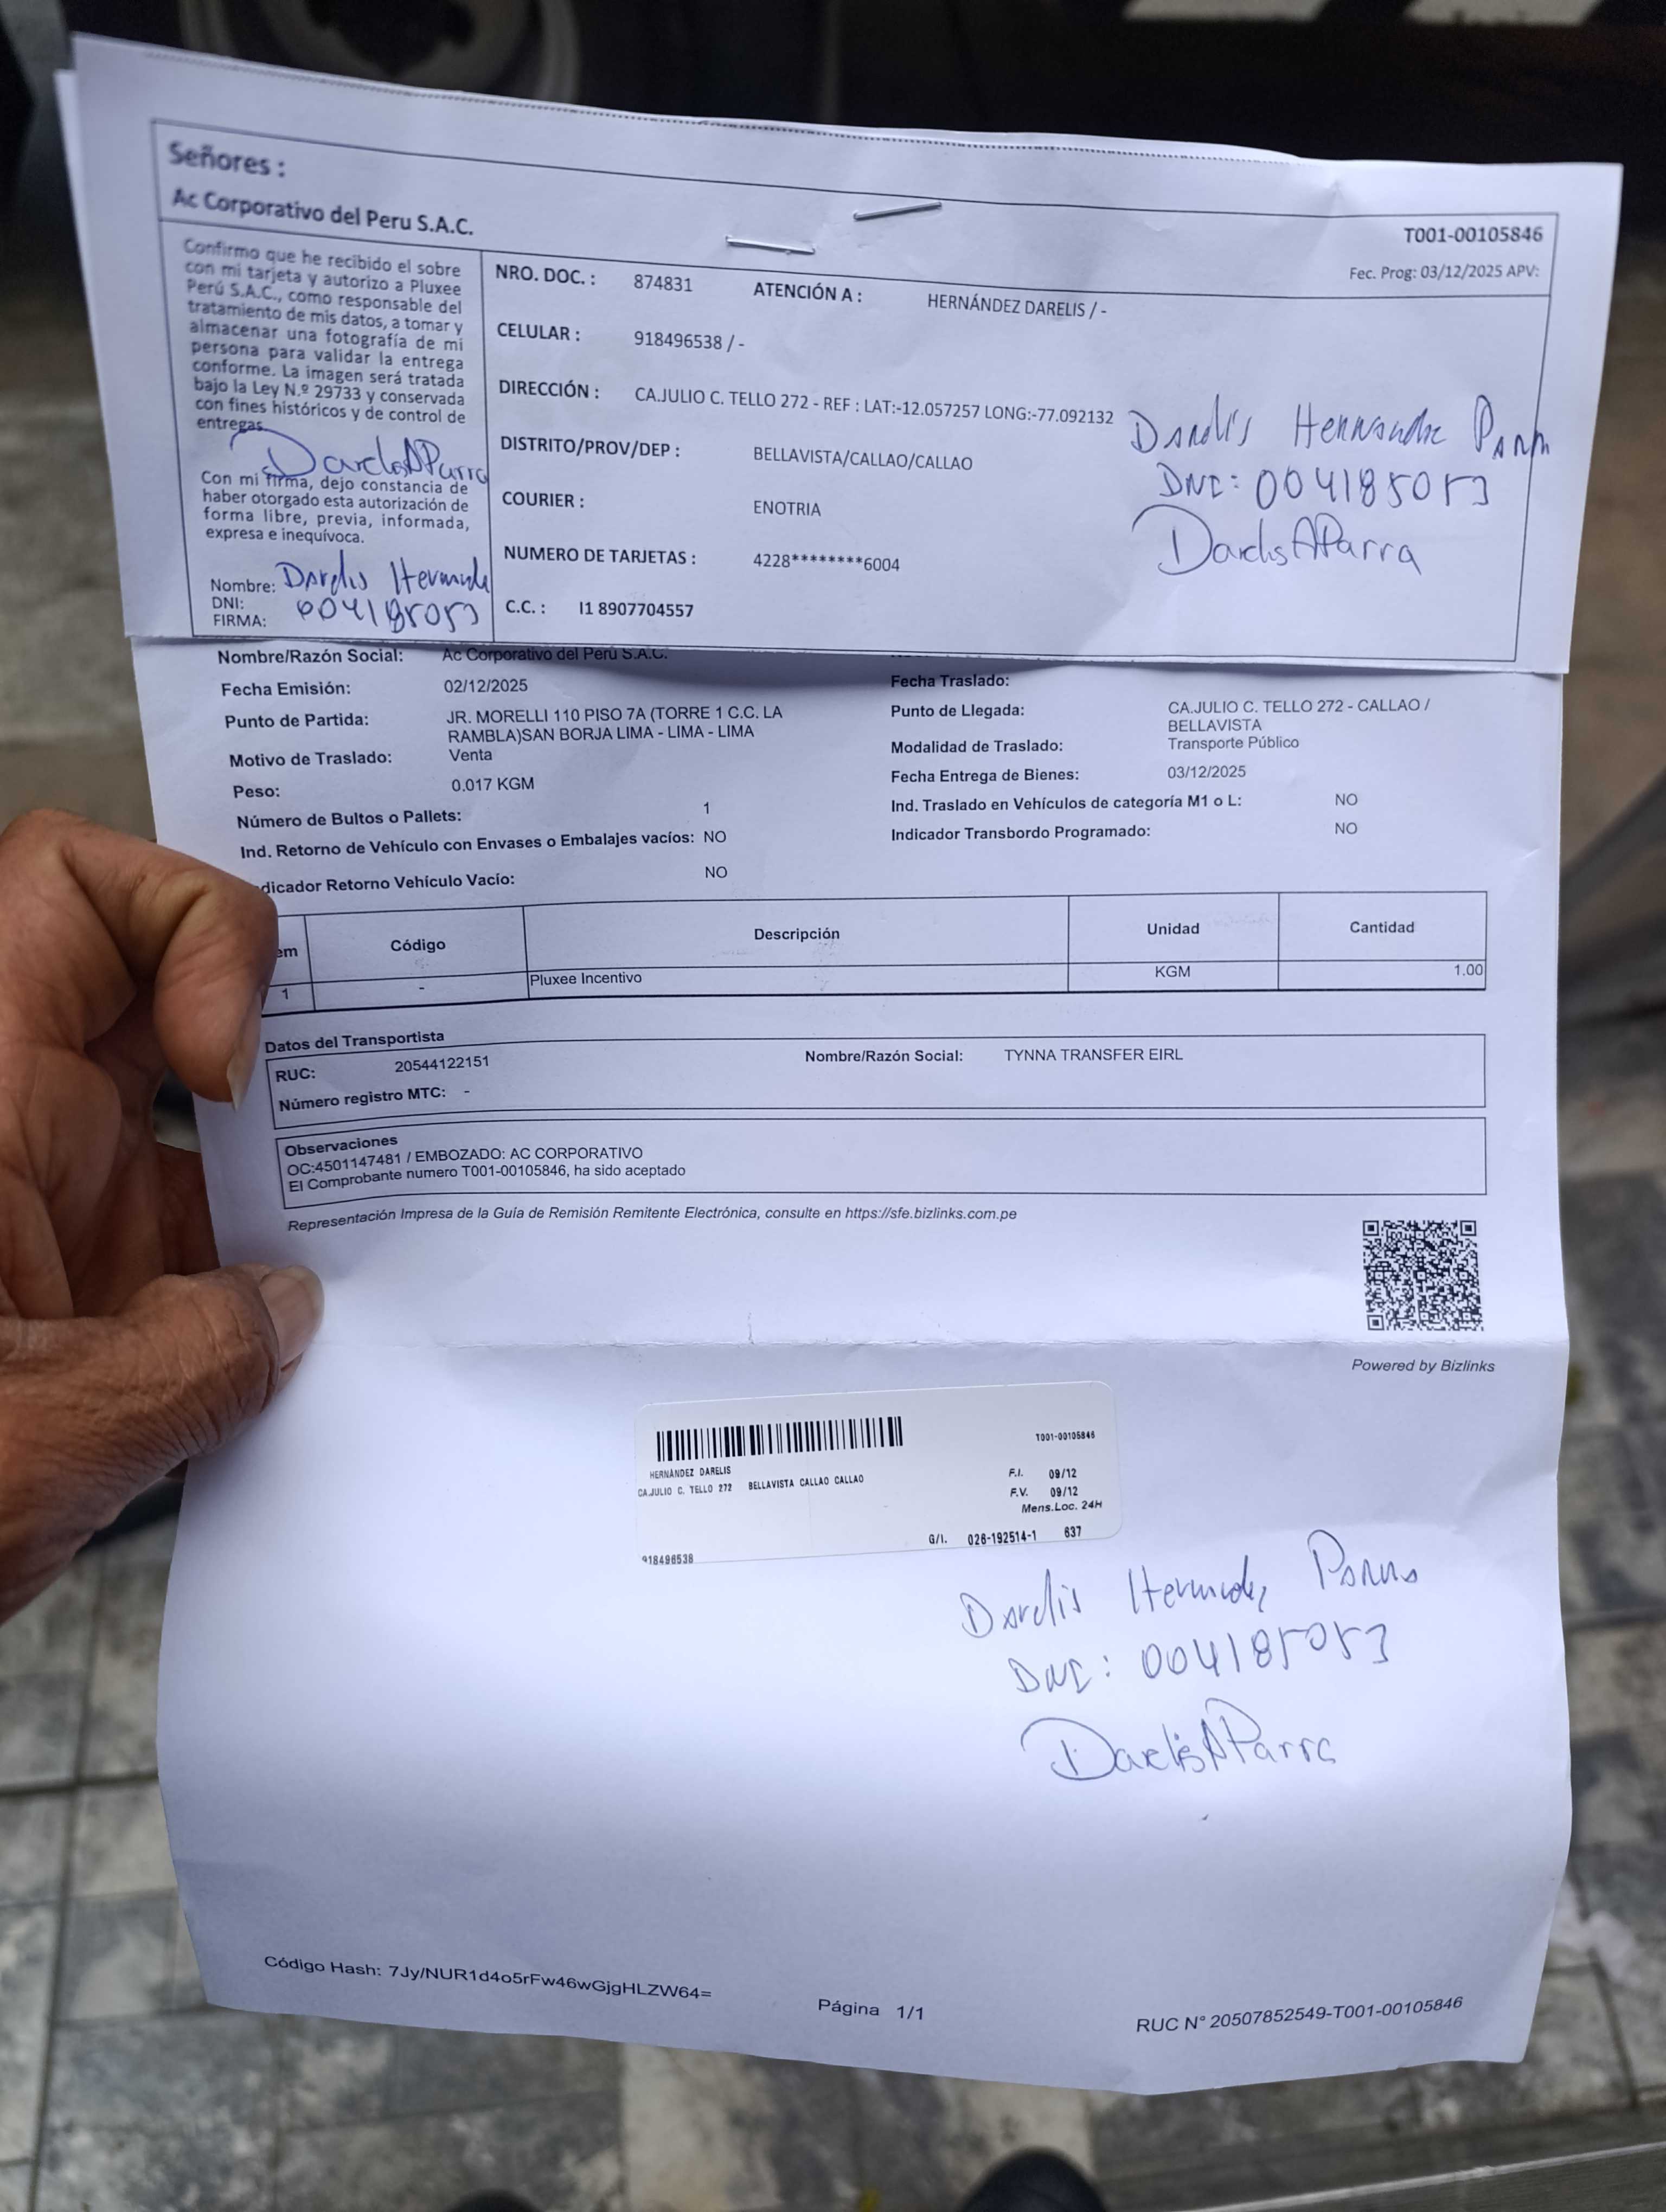 Señores :
Ac Corporativo del Peru S.A.C.
T001-00105846
Fec. Prog: 03/12/2025 APV:
Confirmo que he recibido el sobre
con mi tarjeta y autorizo a Pluxee
Perú S.A.C., como responsable del
tratamiento de mis datos, a tomar y
almacenar una fotografía de mi
persona para validar la entrega
conforme. La imagen será tratada
bajo la Ley N.º 29733 y conservada
con fines históricos y de control de
entregas.
DarelisAParra
Con mi firma, dejo constancia de
haber otorgado esta autorización de
forma libre, previa, informada,
expresa e inequívoca.
Nombre: Darelis Hernande
DNI: 004185053
FIRMA:
NRO. DOC. : 874831 ATENCIÓN A : HERNÁNDEZ DARELIS / -
CELULAR : 918496538 / -
DIRECCIÓN : CA.JULIO C. TELLO 272 - REF : LAT:-12.057257 LONG:-77.092132
DISTRITO/PROV/DEP : BELLAVISTA/CALLAO/CALLAO
COURIER : ENOTRIA
NUMERO DE TARJETAS : 4228********6004
C.C. : I1 8907704557
Darelis Hernande Parra
DNI: 004185053
DarelisAParra
Nombre/Razón Social: Ac Corporativo del Perú S.A.C.
Fecha Emisión: 02/12/2025 Fecha Traslado:
Punto de Partida: JR. MORELLI 110 PISO 7A (TORRE 1 C.C. LA
RAMBLA)SAN BORJA LIMA - LIMA - LIMA
Punto de Llegada: CA.JULIO C. TELLO 272 - CALLAO /
BELLAVISTA
Motivo de Traslado: Venta Modalidad de Traslado: Transporte Público
Peso: 0.017 KGM Fecha Entrega de Bienes: 03/12/2025
Número de Bultos o Pallets: 1 Ind. Traslado en Vehículos de categoría M1 o L: NO
Ind. Retorno de Vehículo con Envases o Embalajes vacíos: NO Indicador Transbordo Programado: NO
dicador Retorno Vehículo Vacío: NO
em Código Descripción Unidad Cantidad
1 - Pluxee Incentivo KGM 1.00
Datos del Transportista
RUC: 20544122151 Nombre/Razón Social: TYNNA TRANSFER EIRL
Número registro MTC: -
Observaciones
OC:4501147481 / EMBOZADO: AC CORPORATIVO
El Comprobante numero T001-00105846, ha sido aceptado
Representación Impresa de la Guía de Remisión Remitente Electrónica, consulte en https://sfe.bizlinks.com.pe
Powered by Bizlinks
T001-00105846
HERNÁNDEZ DARELIS
CA.JULIO C. TELLO 272 BELLAVISTA CALLAO CALLAO
F.I. 09/12
F.V. 09/12
Mens.Loc. 24H
G/I. 026-192514-1 637
918496538
Darelis Hernandez Parra
DNI: 004185053
DarelisAParra
Código Hash: 7Jy/NUR1d4o5rFw46wGjgHLZW64=
Página 1/1
RUC N° 20507852549-T001-00105846